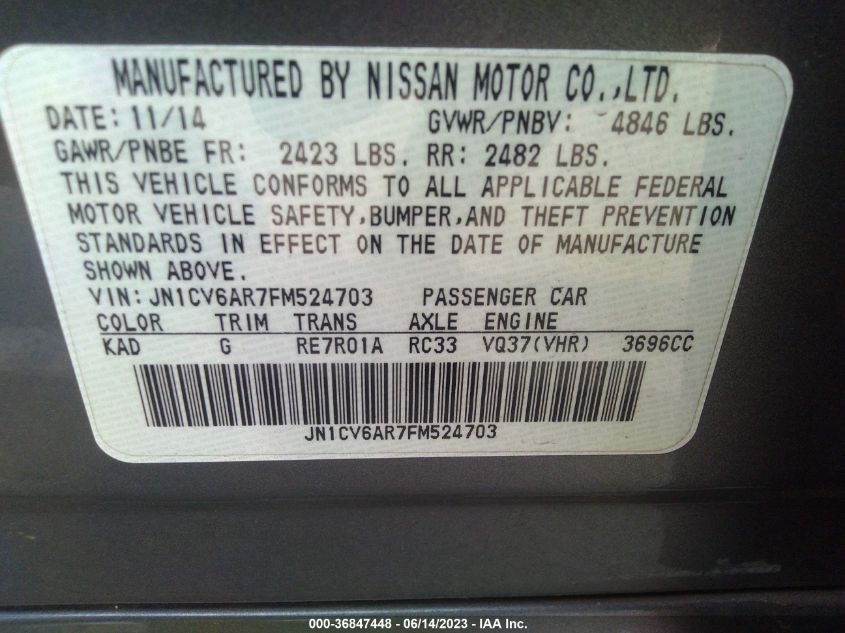 MANUFACTURED BY NISSAN MOTOR CO.,LTD.
DATE: 11/14 GVWR/PNBV: 4846 LBS.
GAWR/PNBE FR: 2423 LBS. RR: 2482 LBS.
THIS VEHICLE CONFORMS TO ALL APPLICABLE FEDERAL
MOTOR VEHICLE SAFETY,BUMPER,AND THEFT PREVENTION
STANDARDS IN EFFECT ON THE DATE OF MANUFACTURE
SHOWN ABOVE.
VIN: JN1CV6AR7FM524703 PASSENGER CAR
COLOR TRIM TRANS AXLE ENGINE
KAD G RE7R01A RC33 VQ37(VHR) 3696CC
JN1CV6AR7FM524703
000-36847448 - 06/14/2023 - IAA Inc.